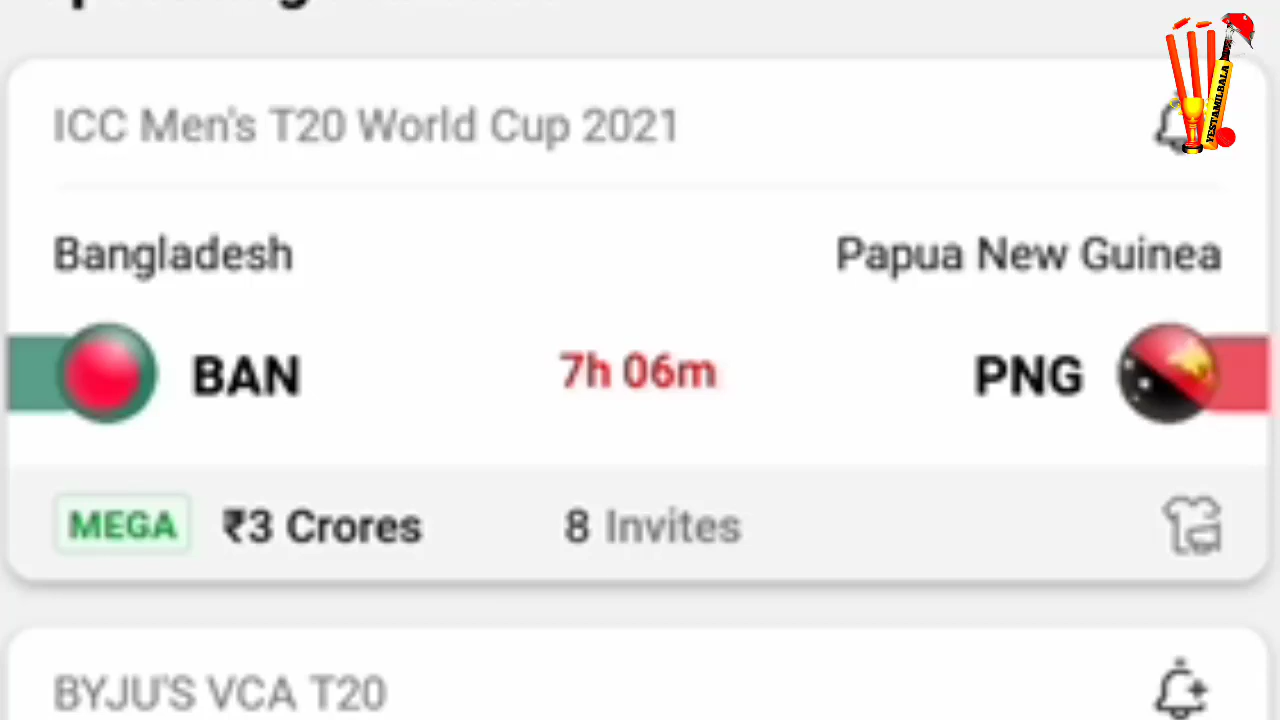 ICC Men's T20 World Cup 2021
YESTAMILBALA
Bangladesh
Papua New Guinea
BAN
7h 06m
PNG
MEGA
₹3 Crores
8 Invites
BYJU'S VCA T20